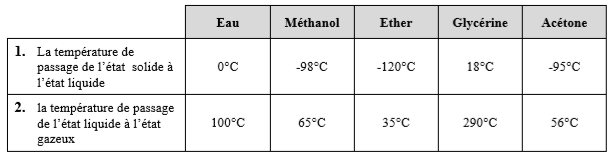 Eau Méthanol Ether Glycérine Acétone
1. La température de
passage de l'état solide à
l'état liquide
0°C -98°C -120°C 18°C -95°C
2. la température de passage
de l'état liquide à l'état
gazeux
100°C 65°C 35°C 290°C 56°C